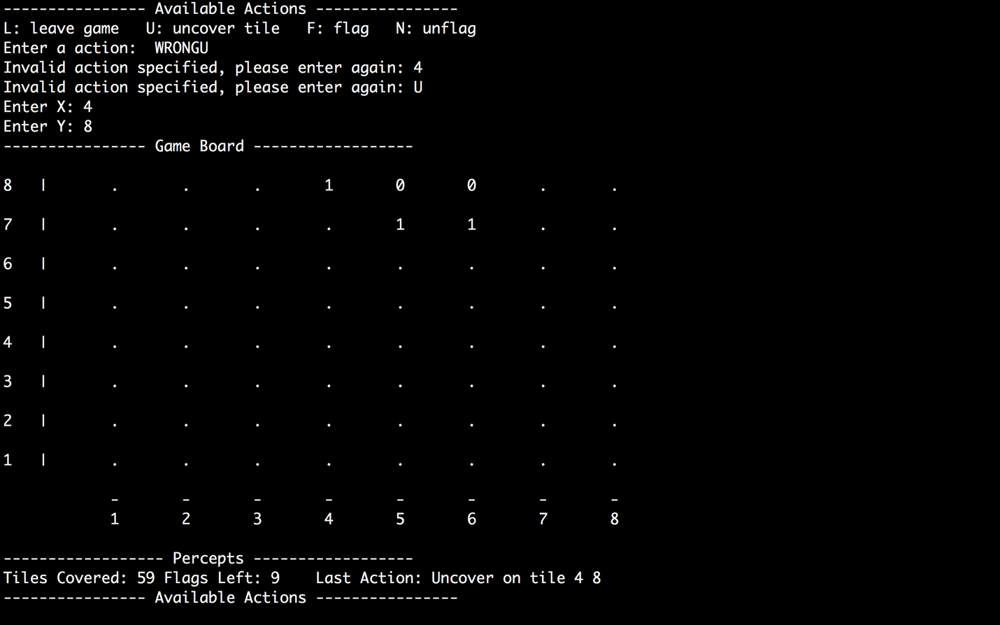 ---------------- Available Actions ----------------
L: leave game   U: uncover tile   F: flag   N: unflag
Enter a action:  WRONGU
Invalid action specified, please enter again: 4
Invalid action specified, please enter again: U
Enter X: 4
Enter Y: 8
---------------- Game Board ------------------
8   |       .       .       .       1       0       0       .       .
7   |       .       .       .       .       1       1       .       .
6   |       .       .       .       .       .       .       .       .
5   |       .       .       .       .       .       .       .       .
4   |       .       .       .       .       .       .       .       .
3   |       .       .       .       .       .       .       .       .
2   |       .       .       .       .       .       .       .       .
1   |       .       .       .       .       .       .       .       .
            -       -       -       -       -       -       -       -
            1       2       3       4       5       6       7       8
------------------ Percepts ------------------
Tiles Covered: 59 Flags Left: 9    Last Action: Uncover on tile 4 8
---------------- Available Actions ----------------